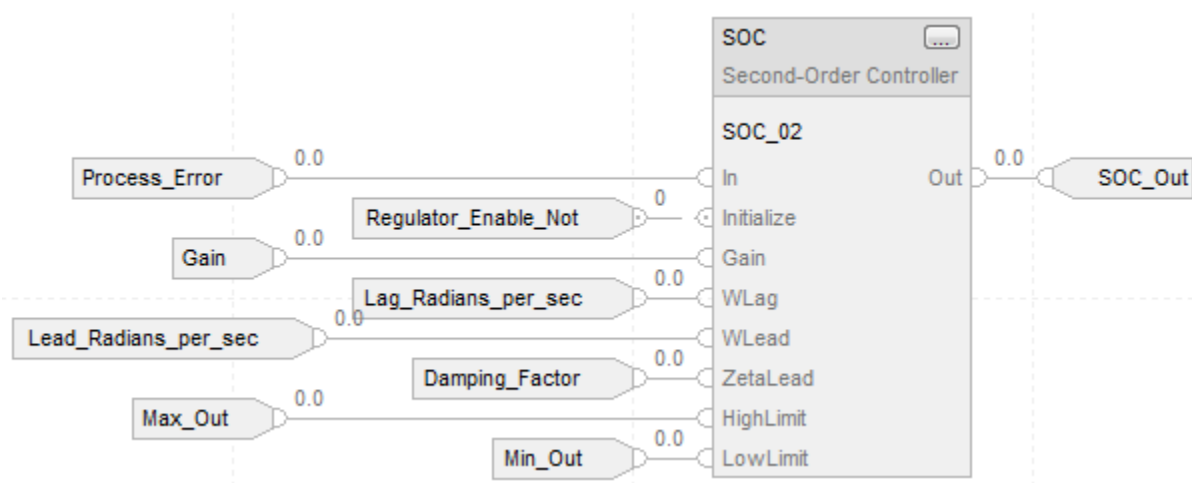 SOC
...
Second-Order Controller
SOC_02
Process_Error 0.0 In Out 0.0 SOC_Out
Regulator_Enable_Not 0 Initialize
Gain 0.0 Gain
Lag_Radians_per_sec 0.0 WLag
Lead_Radians_per_sec 0.0 WLead
Damping_Factor 0.0 ZetaLead
Max_Out 0.0 HighLimit
Min_Out 0.0 LowLimit